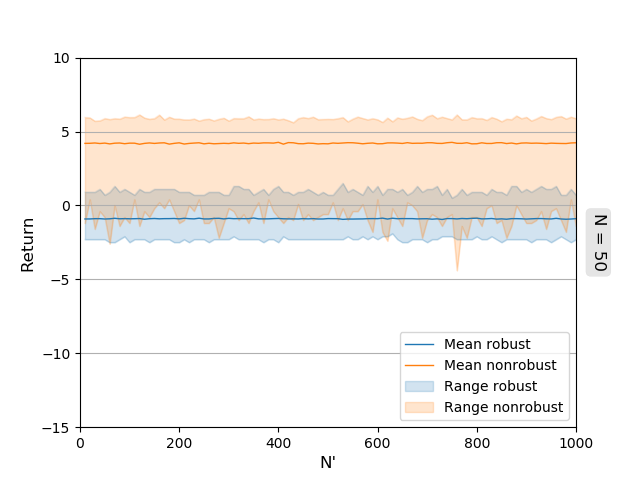 10
5
0
−5
−10
−15
Return
0
200
400
600
800
1000
N'
N = 50
Mean robust
Mean nonrobust
Range robust
Range nonrobust